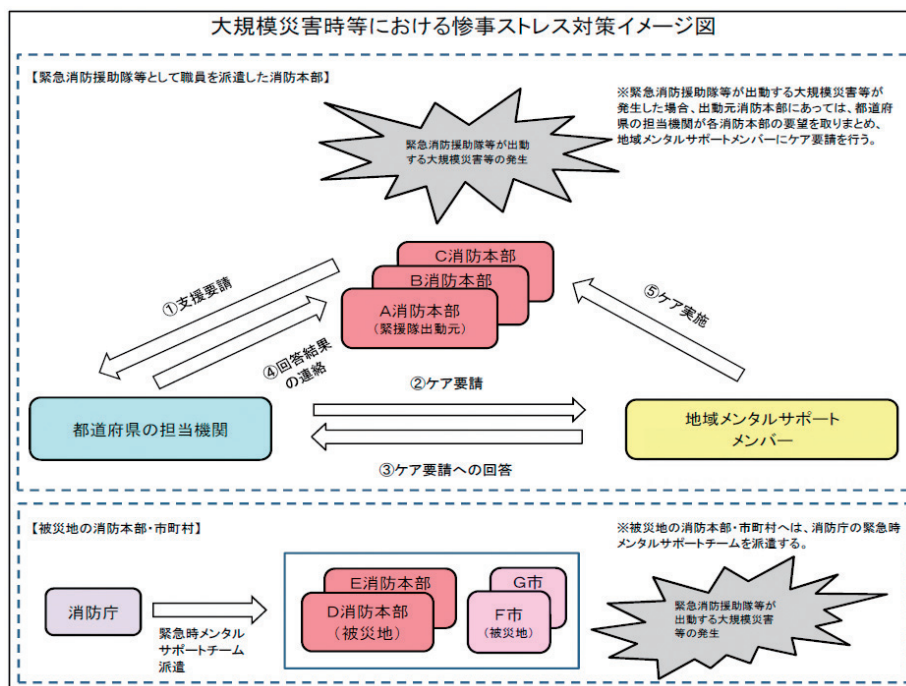 大規模災害時等における惨事ストレス対策イメージ図
【緊急消防援助隊等として職員を派遣した消防本部】
※緊急消防援助隊等が出動する大規模災害等が
発生した場合、出動元消防本部にあっては、都道府
県の担当機関が各消防本部の要望を取りまとめ、
地域メンタルサポートメンバーにケア要請を行う。
緊急消防援助隊等が出動
する大規模災害等の発生
C消防本部
B消防本部
A消防本部
(緊援隊出動元)
①支援要請
④回答結果
の連絡
⑤ケア実施
②ケア要請
都道府県の担当機関
地域メンタルサポート
メンバー
③ケア要請への回答
【被災地の消防本部・市町村】
※被災地の消防本部・市町村へは、消防庁の緊急時
メンタルサポートチームを派遣する。
消防庁
緊急時メンタル
サポートチーム
派遣
E消防本部
D消防本部
(被災地)
G市
F市
(被災地)
緊急消防援助隊等が
出動する大規模災害
等の発生